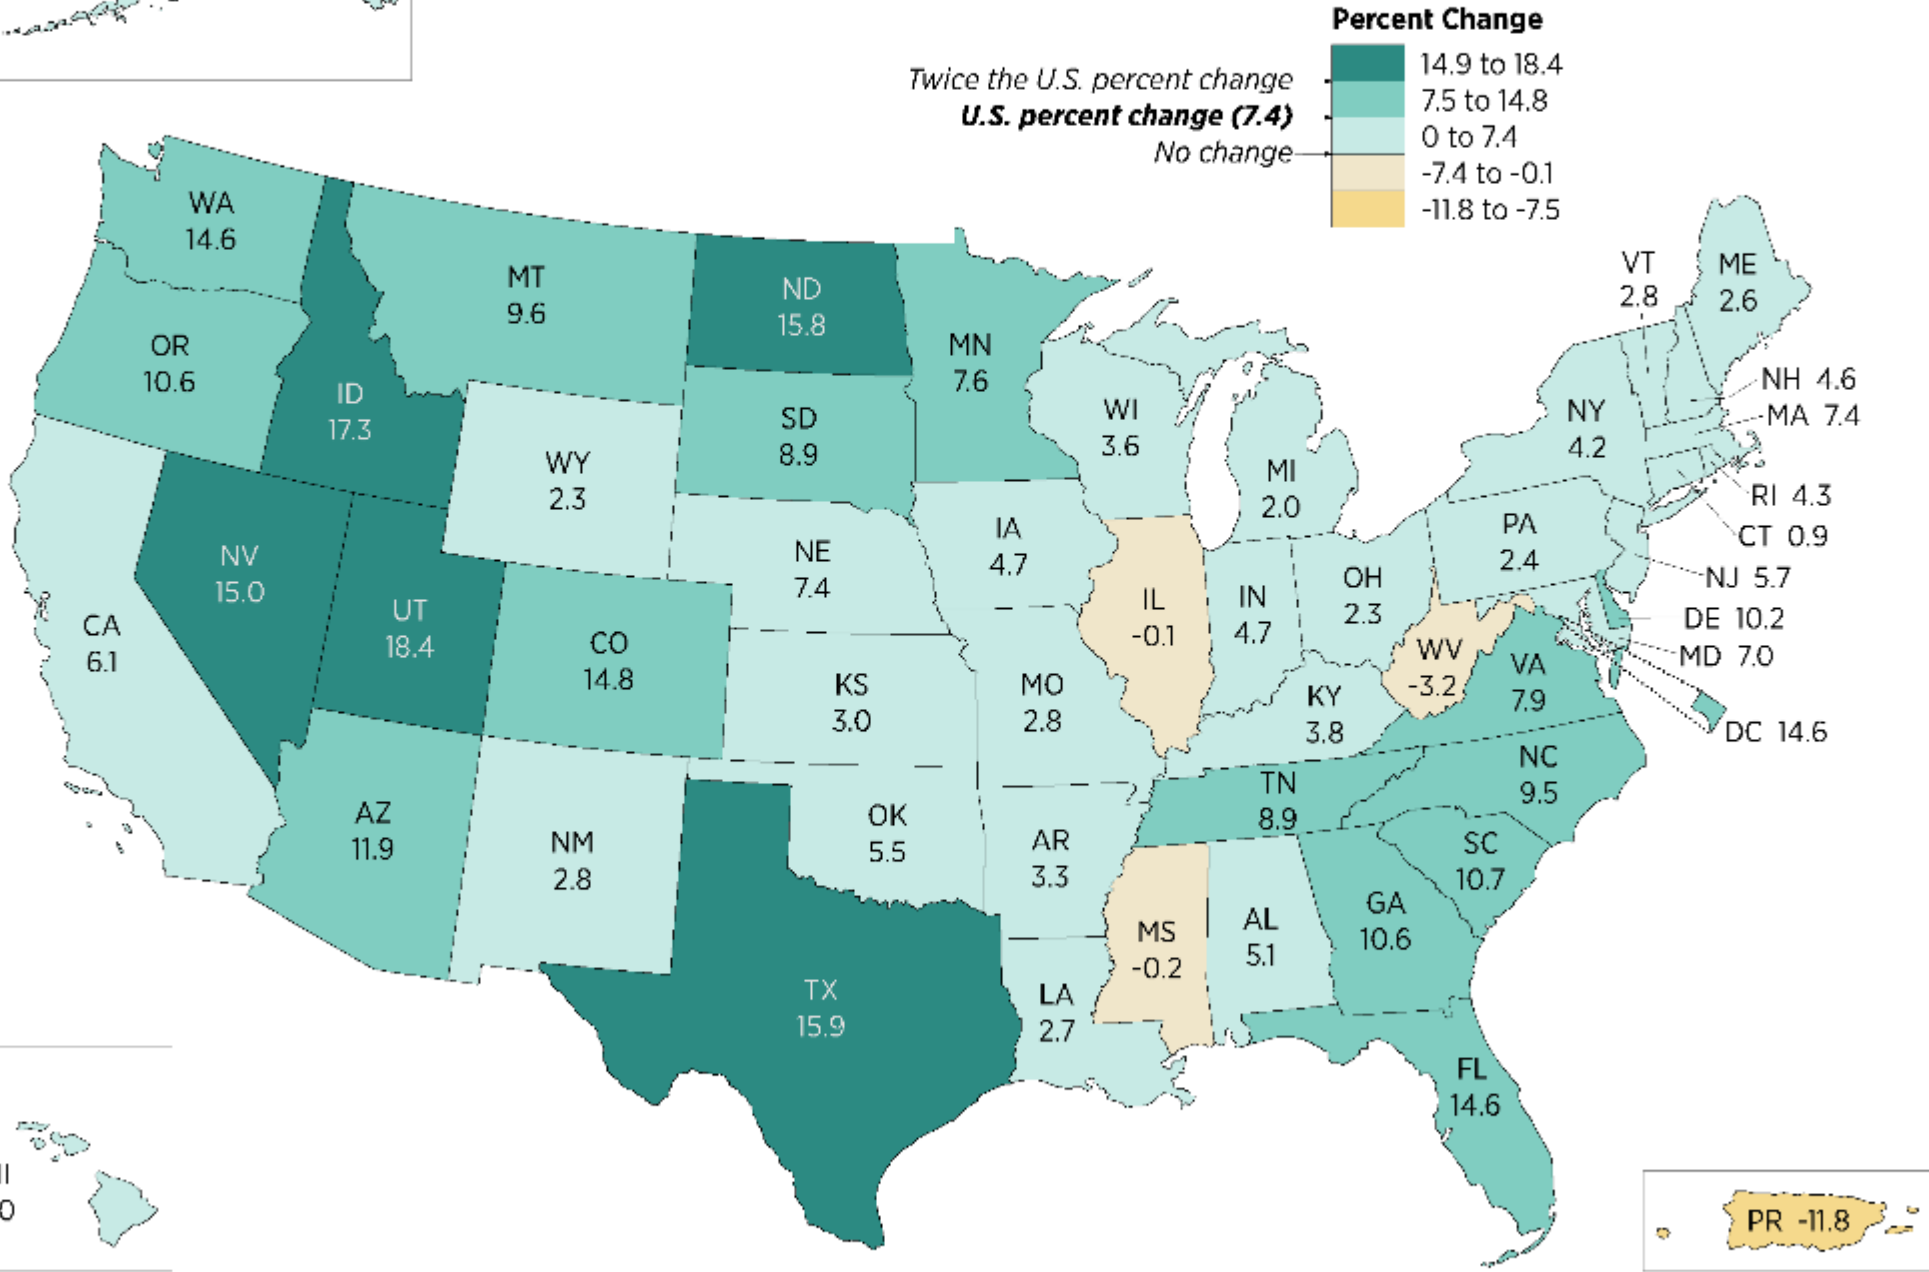 Percent Change
14.9 to 18.4
Twice the U.S. percent change
7.5 to 14.8
U.S. percent change (7.4)
0 to 7.4
No change
-7.4 to -0.1
-11.8 to -7.5
WA
14.6
MT
9.6
ND
15.8
MN
7.6
VT
2.8
ME
2.6
OR
10.6
ID
17.3
SD
8.9
WI
3.6
NY
4.2
NH 4.6
MA 7.4
WY
2.3
MI
2.0
RI 4.3
CT 0.9
NV
15.0
NE
7.4
IA
4.7
PA
2.4
NJ 5.7
CA
6.1
UT
18.4
CO
14.8
IL
-0.1
IN
4.7
OH
2.3
DE 10.2
MD 7.0
KS
3.0
MO
2.8
KY
3.8
WV
-3.2
VA
7.9
DC 14.6
AZ
11.9
NM
2.8
OK
5.5
AR
3.3
TN
8.9
NC
9.5
SC
10.7
TX
15.9
LA
2.7
MS
-0.2
AL
5.1
GA
10.6
FL
14.6
PR -11.8